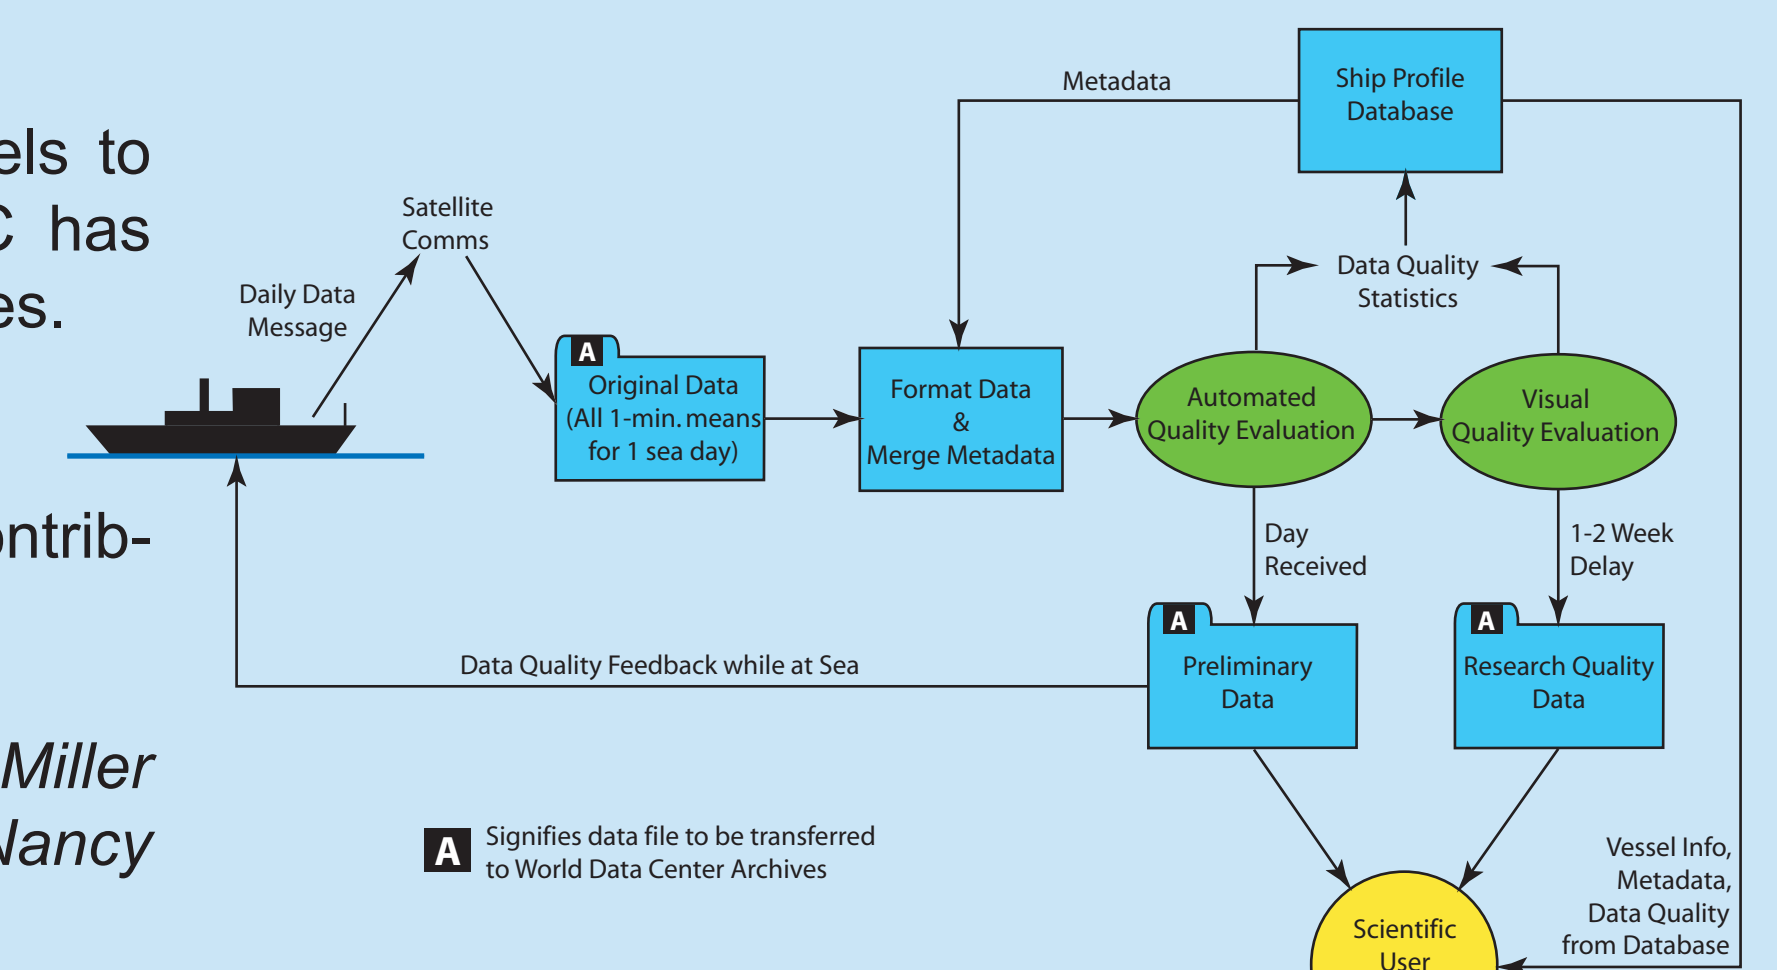 els to
C has
es.
ontrib-
Miller
Nancy
Metadata
Ship Profile
Database
Satellite
Comms
Daily Data
Message
Data Quality
Statistics
A
Original Data
(All 1-min. means
for 1 sea day)
Format Data
&
Merge Metadata
Automated
Quality Evaluation
Visual
Quality Evaluation
Day
Received
1-2 Week
Delay
A
Preliminary
Data
A
Research Quality
Data
Data Quality Feedback while at Sea
A
Signifies data file to be transferred
to World Data Center Archives
Vessel Info,
Metadata,
Data Quality
from Database
Scientific
User